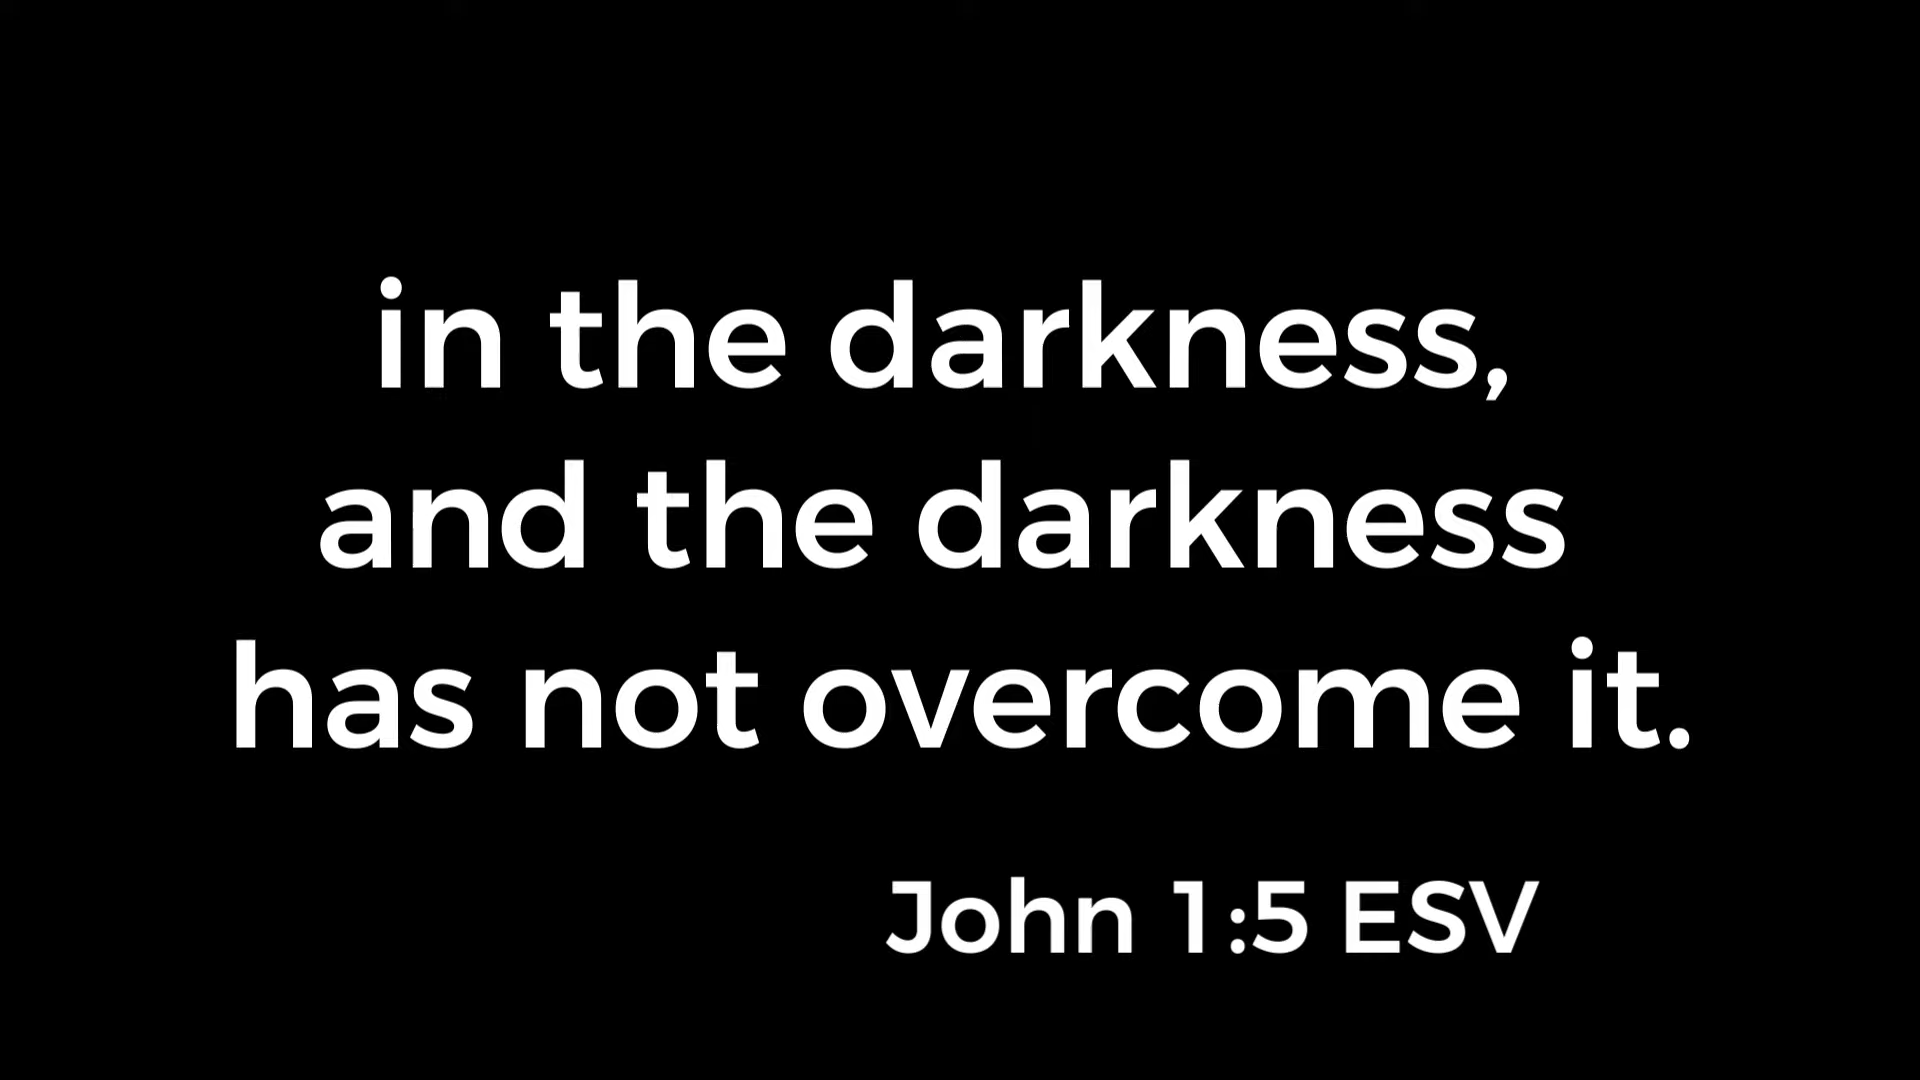 in the darkness,
and the darkness
has not overcome it.
John 1:5 ESV